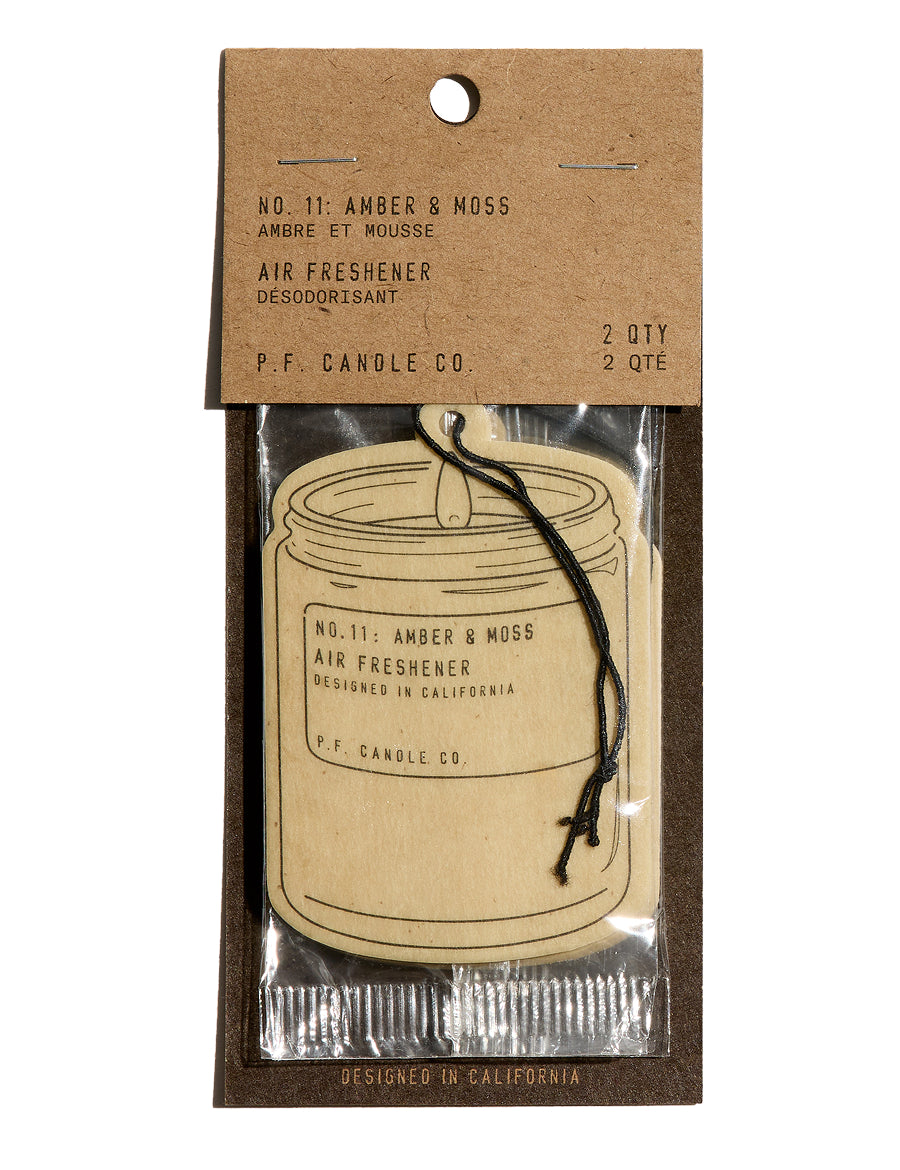 NO. 11: AMBER & MOSS
AMBRE ET MOUSSE
AIR FRESHENER
DÉSODORISANT
2 QTY
P.F. CANDLE CO.
2 QTÉ
NO.11: AMBER & MOSS
AIR FRESHENER
DESIGNED IN CALIFORNIA
P.F. CANDLE CO.
DESIGNED IN CALIFORNIA